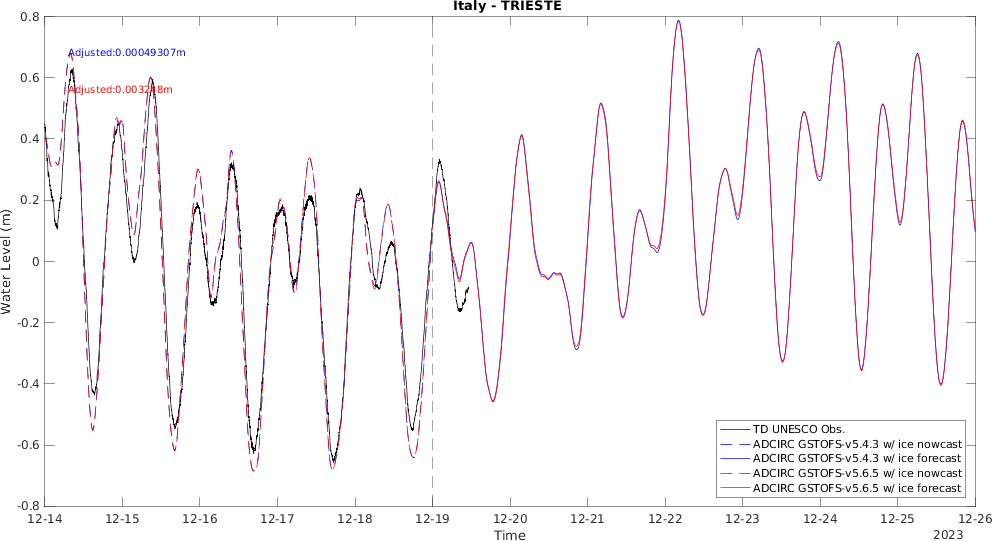 Italy - TRIESTE
Adjusted:0.00049307m
Water Level (m)
0.8
0.6
0.4
0.2
0
-0.2
-0.4
-0.6
-0.8
TD UNESCO Obs.
ADCIRC GSTOFS-v5.4.3 w/ ice nowcast
ADCIRC GSTOFS-v5.4.3 w/ ice forecast
ADCIRC GSTOFS-v5.6.5 w/ ice nowcast
ADCIRC GSTOFS-v5.6.5 w/ ice forecast
12-14 12-15 12-16 12-17 12-18 12-19 12-20 12-21 12-22 12-23 12-24 12-25 12-26
Time
2023